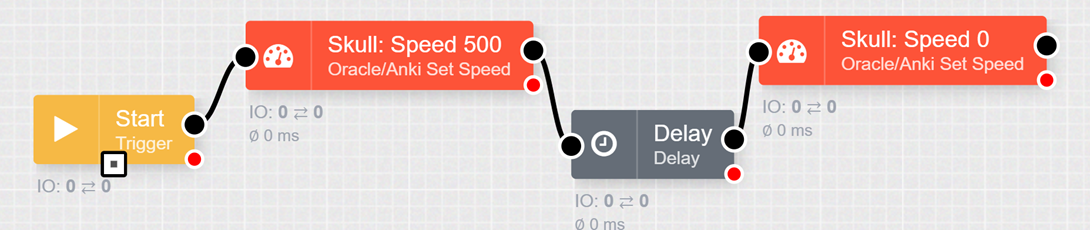 Start
Trigger
IO: 0 ⇄ 0
Skull: Speed 500
Oracle/Anki Set Speed
IO: 0 ⇄ 0
Ø 0 ms
Delay
Delay
IO: 0 ⇄ 0
Ø 0 ms
Skull: Speed 0
Oracle/Anki Set Speed
IO: 0 ⇄ 0
Ø 0 ms